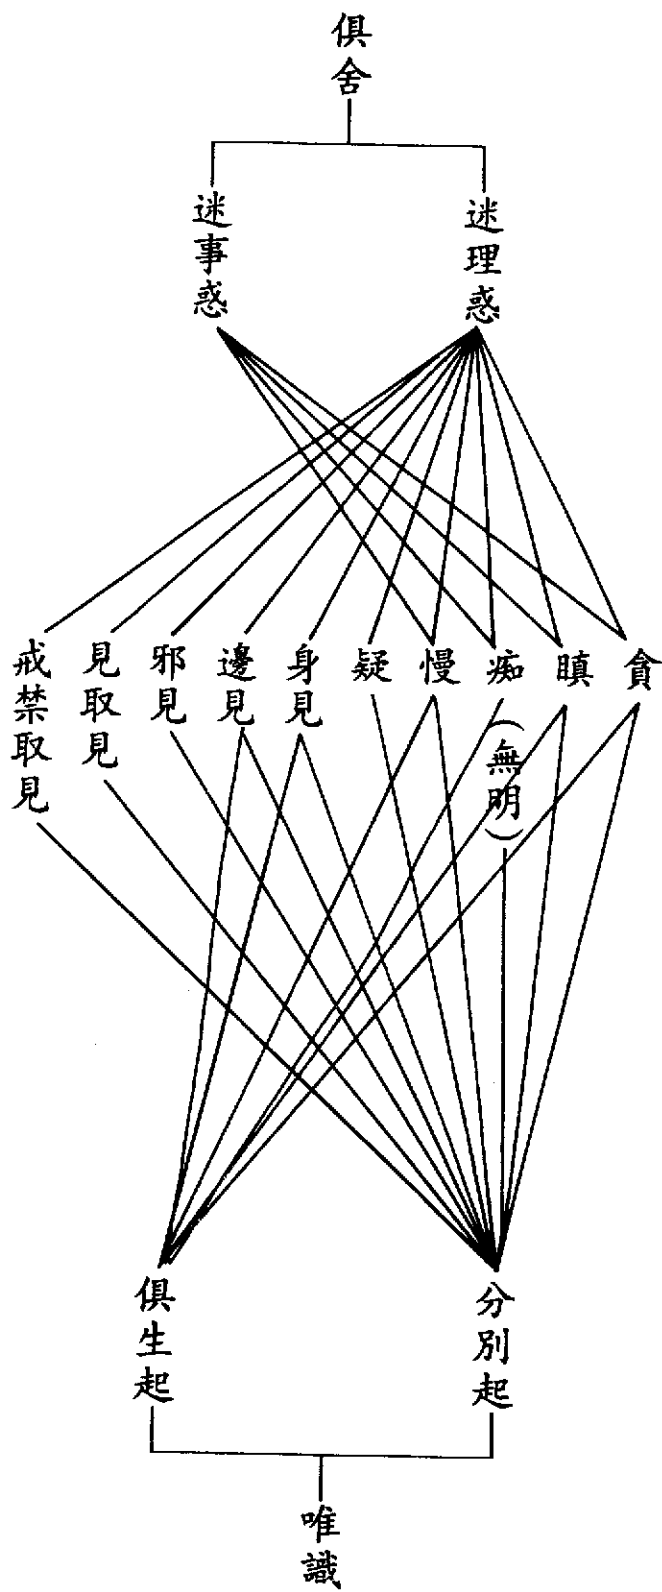 俱舍
迷理惑
迷事惑
貪
瞋
痴(無明)
慢
疑
身見
邊見
邪見
見取見
戒禁取見
分別起
俱生起
唯識